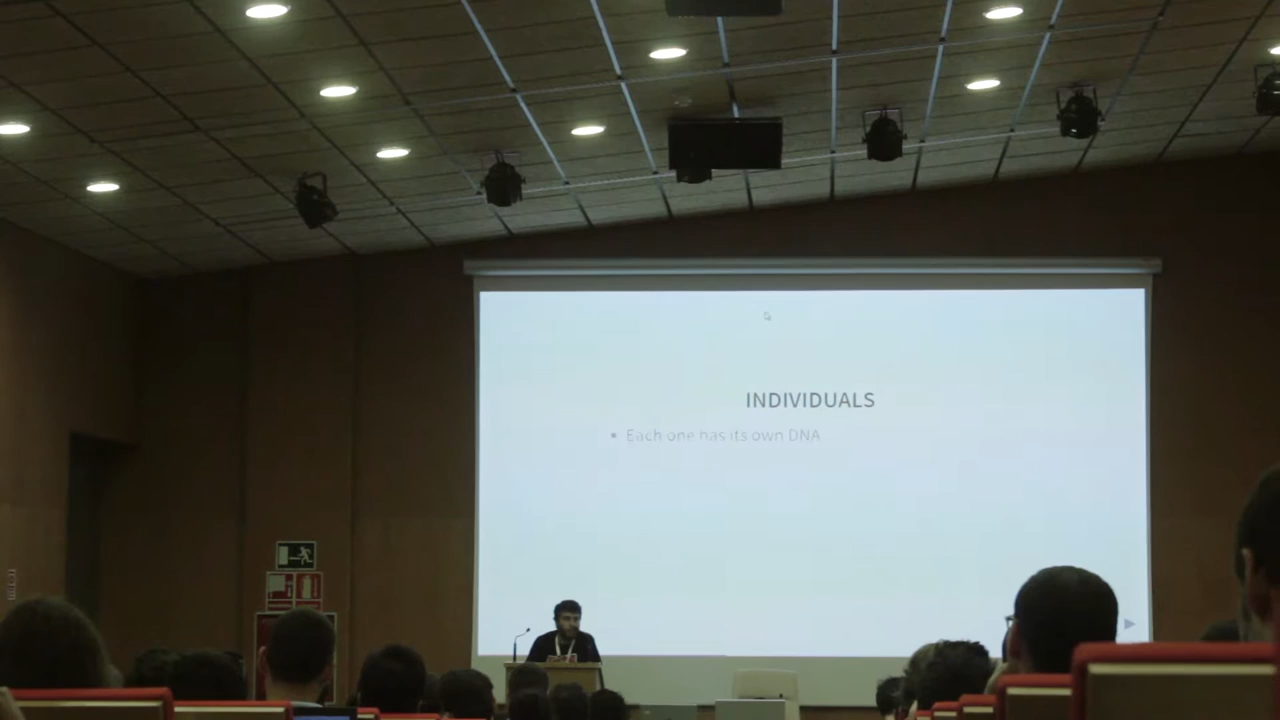 INDIVIDUALS
▪ Each one has its own DNA